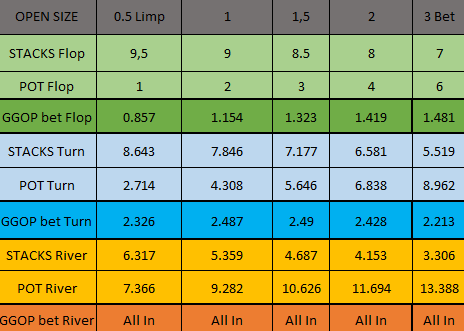 OPEN SIZE 0.5 Limp 1 1,5 2 3 Bet
STACKS Flop 9,5 9 8.5 8 7
POT Flop 1 2 3 4 6
GGOP bet Flop 0.857 1.154 1.323 1.419 1.481
STACKS Turn 8.643 7.846 7.177 6.581 5.519
POT Turn 2.714 4.308 5.646 6.838 8.962
GGOP bet Turn 2.326 2.487 2.49 2.428 2.213
STACKS River 6.317 5.359 4.687 4.153 3.306
POT River 7.366 9.282 10.626 11.694 13.388
GGOP bet River All In All In All In All In All In